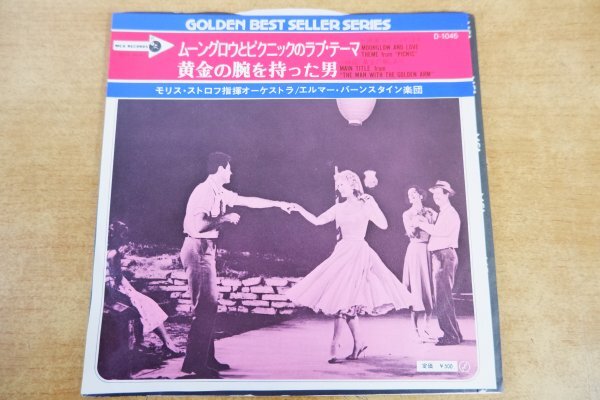 GOLDEN BEST SELLER SERIES
MCA RECORDS
D-1045
ムーングロウとピクニックのラブ・テーマ
MOONGLOW AND LOVE
THEME from "PICNIC"
黄金の腕を持った男
MAIN TITLE from
"THE MAN WITH THE GOLDEN ARM"
モリス・ストロフ指揮オーケストラ/エルマー・バーンスタイン楽団
定価 ¥500